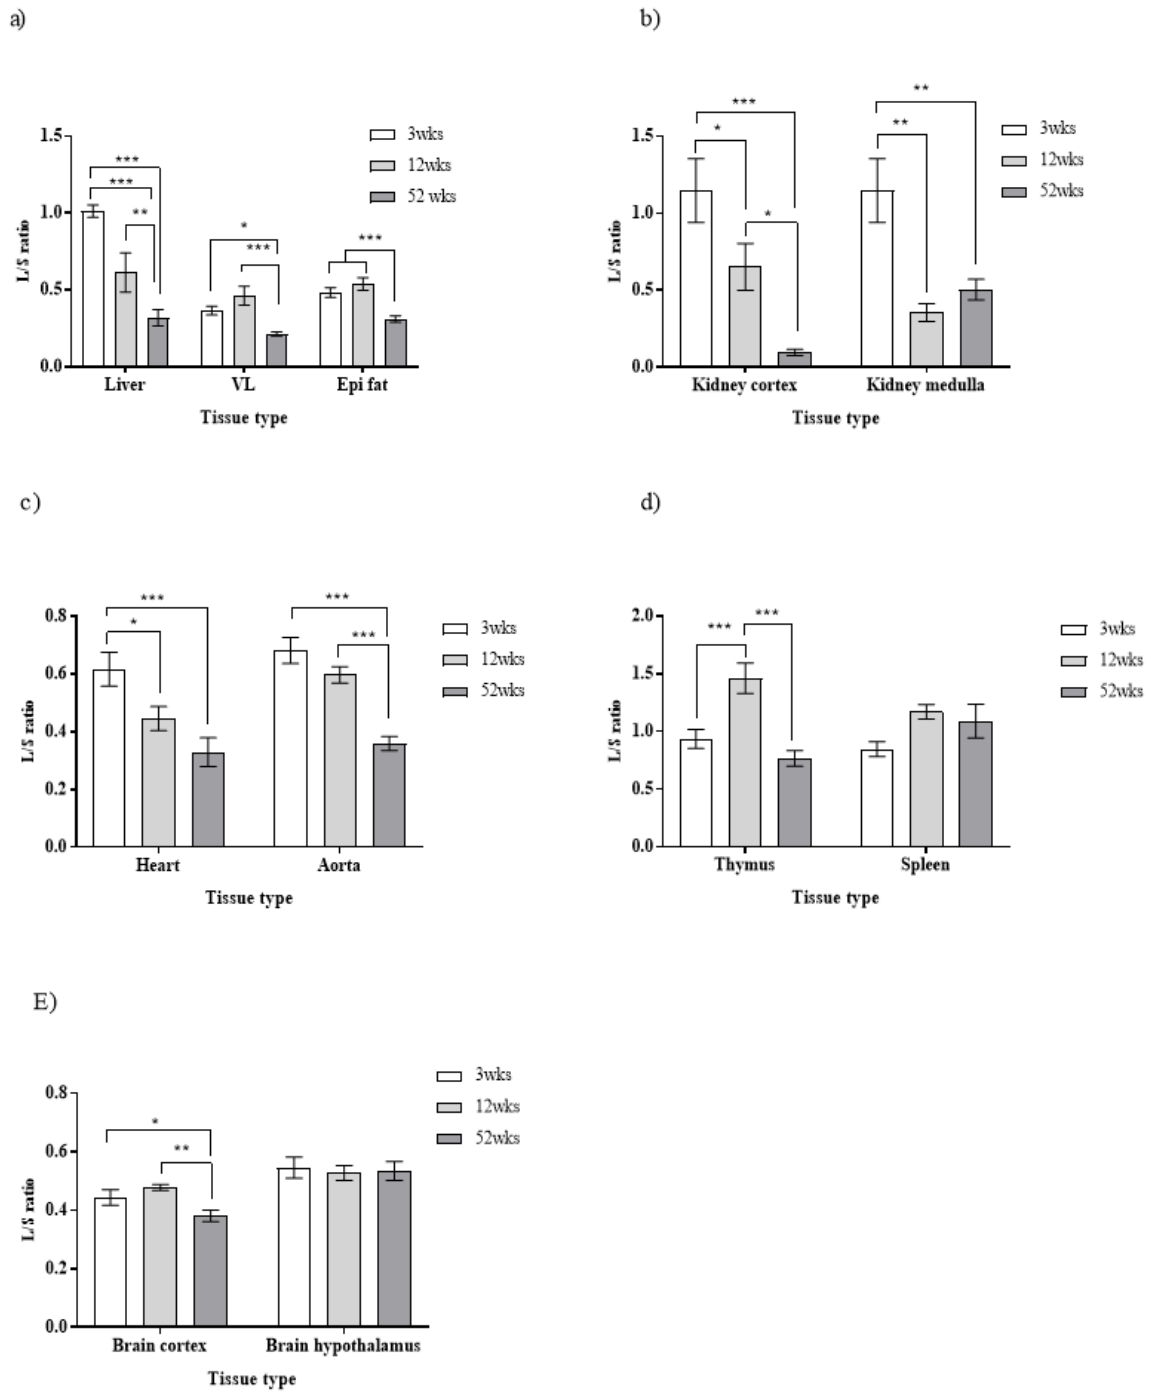 a)
1.5
1.0
0.5
0.0
L/S ratio
***
***
**
*
***
***
3wks
12wks
52 wks
Liver
VL
Epi fat
Tissue type
b)
1.5
1.0
0.5
0.0
L/S ratio
***
*
*
**
**
3wks
12wks
52wks
Kidney cortex
Kidney medulla
Tissue type
c)
0.8
0.6
0.4
0.2
0.0
L/S ratio
***
*
***
***
3wks
12wks
52wks
Heart
Aorta
Tissue type
d)
2.0
1.5
1.0
0.5
0.0
L/S ratio
***
***
3wks
12wks
52wks
Thymus
Spleen
Tissue type
E)
0.8
0.6
0.4
0.2
0.0
L/S ratio
*
**
3wks
12wks
52wks
Brain cortex
Brain hypothalamus
Tissue type